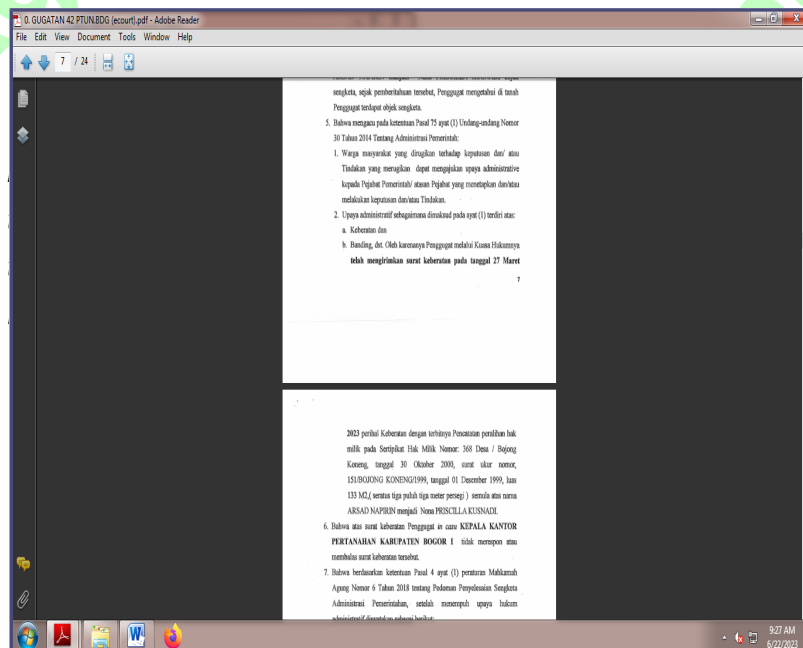 0. GUGATAN 42 PTUN.BDG (ecourt).pdf - Adobe Reader
File Edit View Document Tools Window Help
7 / 24
sengketa, sejak pemberitahuan tersebut, Penggugat mengetahui di tanah
Penggugat terdapat objek sengketa.
5. Bahwa mengacu pada ketentuan Pasal 75 ayat (1) Undang-undang Nomor
30 Tahun 2014 Tentang Administrasi Pemerintah:
1. Warga masyarakat yang dirugikan terhadap keputusan dan/ atau
Tindakan yang merugikan dapat mengajukan upaya administrative
kepada Pejabat Pemerintah/ atasan Pejabat yang menetapkan dan/atau
melakukan keputusan dan/atau Tindakan.
2. Upaya administratif sebagaimana dimaksud pada ayat (1) terdiri atas:
a. Keberatan dan
b. Banding, dst. Oleh karenanya Penggugat melalui Kuasa Hukumnya
telah mengirimkan surat keberatan pada tanggal 27 Maret
7
2023 perihal Keberatan dengan terbitnya Pencatatan peralihan hak
milik pada Sertipikat Hak Milik Nomor: 368 Desa / Bojong
Koneng, tanggal 30 Oktober 2000, surat ukur nomor,
151/BOJONG KONENG/1999, tanggal 01 Desember 1999, luas
133 M2,( seratus tiga puluh tiga meter persegi ) semula atas nama
ARSAD NAPIRIN menjadi Nona PRISCILLA KUSNADI.
6. Bahwa atas surat keberatan Penggugat in casu KEPALA KANTOR
PERTANAHAN KABUPATEN BOGOR I tidak merespon atau
membalas surat keberatan tersebut.
7. Bahwa berdasarkan ketentuan Pasal 4 ayat (1) peraturan Mahkamah
Agung Nomor 6 Tahun 2018 tentang Pedoman Penyelesaian Sengketa
Administrasi Pemerintahan, setelah menempuh upaya hukum
9:27 AM
6/22/2023